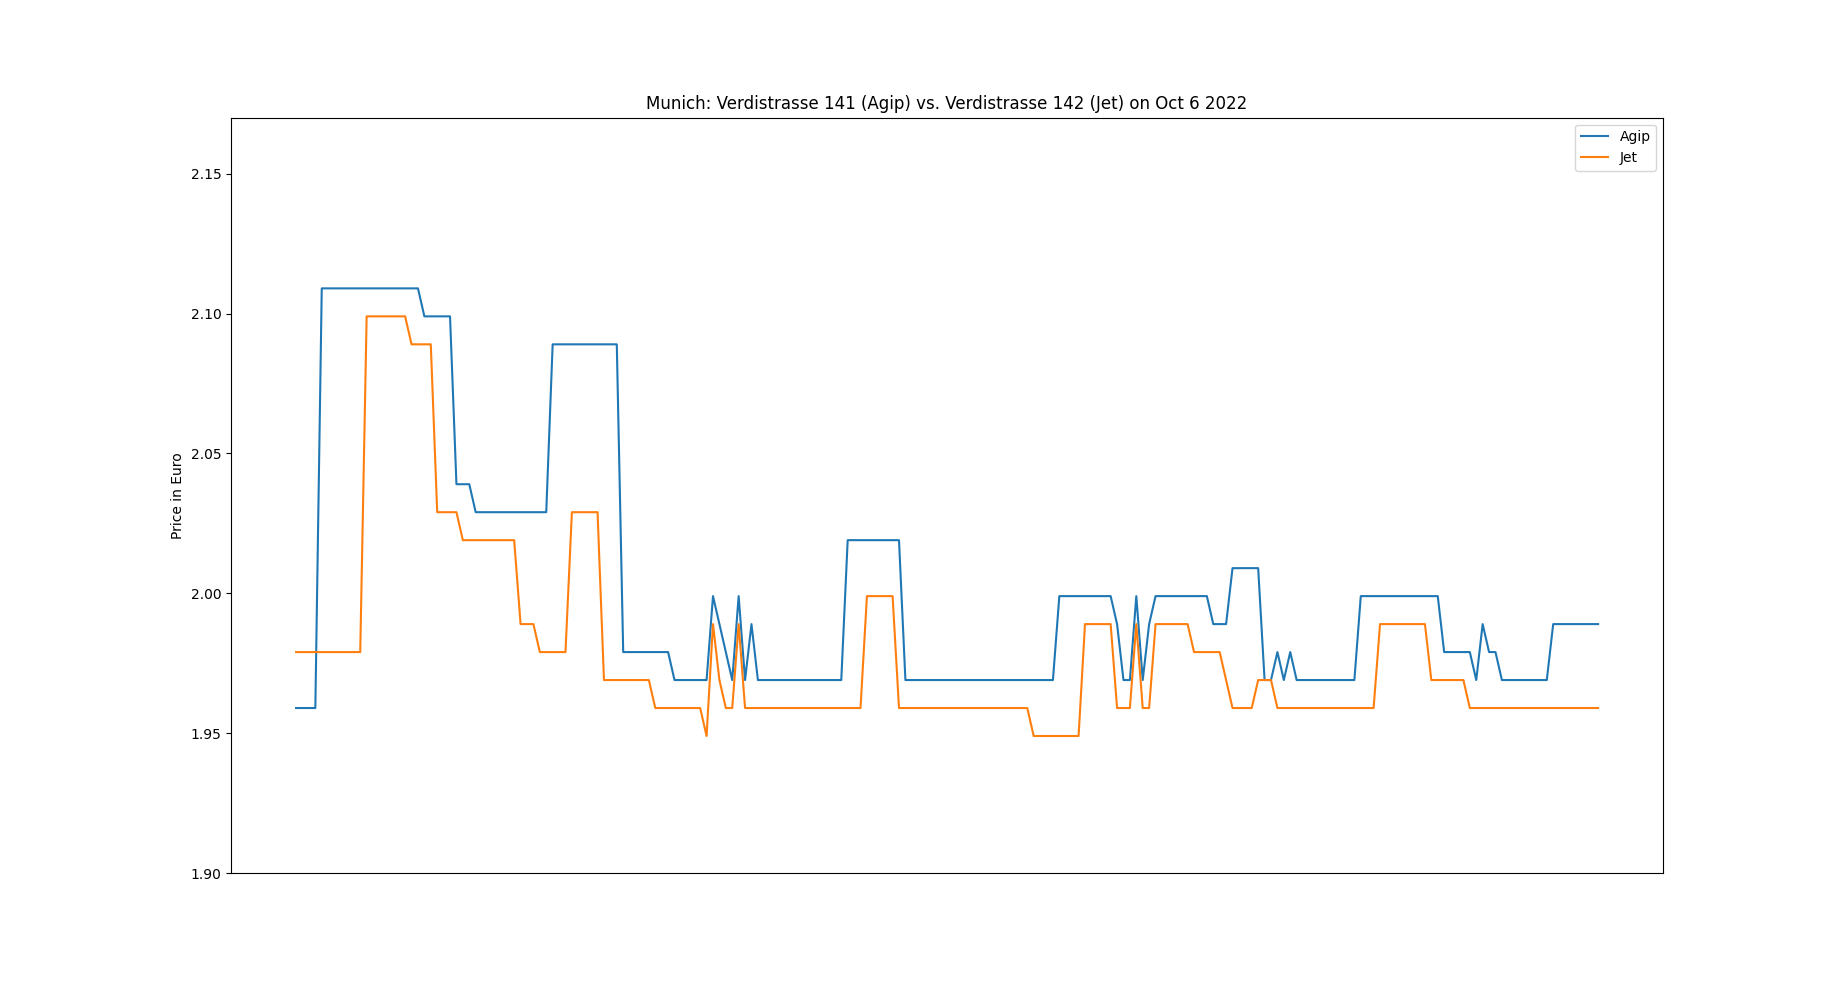 Munich: Verdistrasse 141 (Agip) vs. Verdistrasse 142 (Jet) on Oct 6 2022
Agip
Jet
Price in Euro
2.15
2.10
2.05
2.00
1.95
1.90